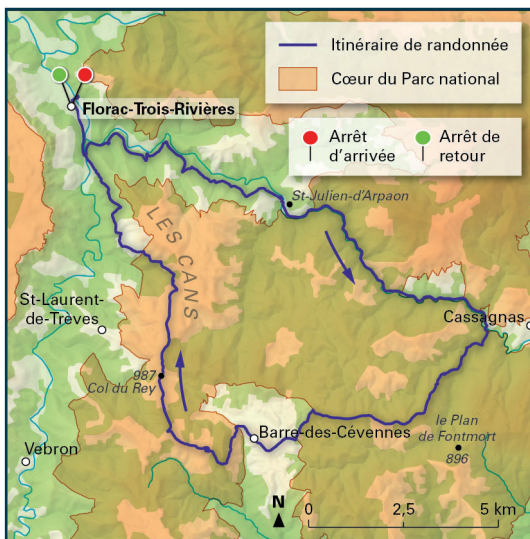 Itinéraire de randonnée
Cœur du Parc national
Arrêt
d'arrivée
Arrêt de
retour
Florac-Trois-Rivières
St-Julien-d'Arpaon
LES CANS
St-Laurent-
de-Trèves
Cassagnas
987
Col du Rey
Barre-des-Cévennes
le Plan
de Fontmort
896
Vebron
N
0
2,5
5 km